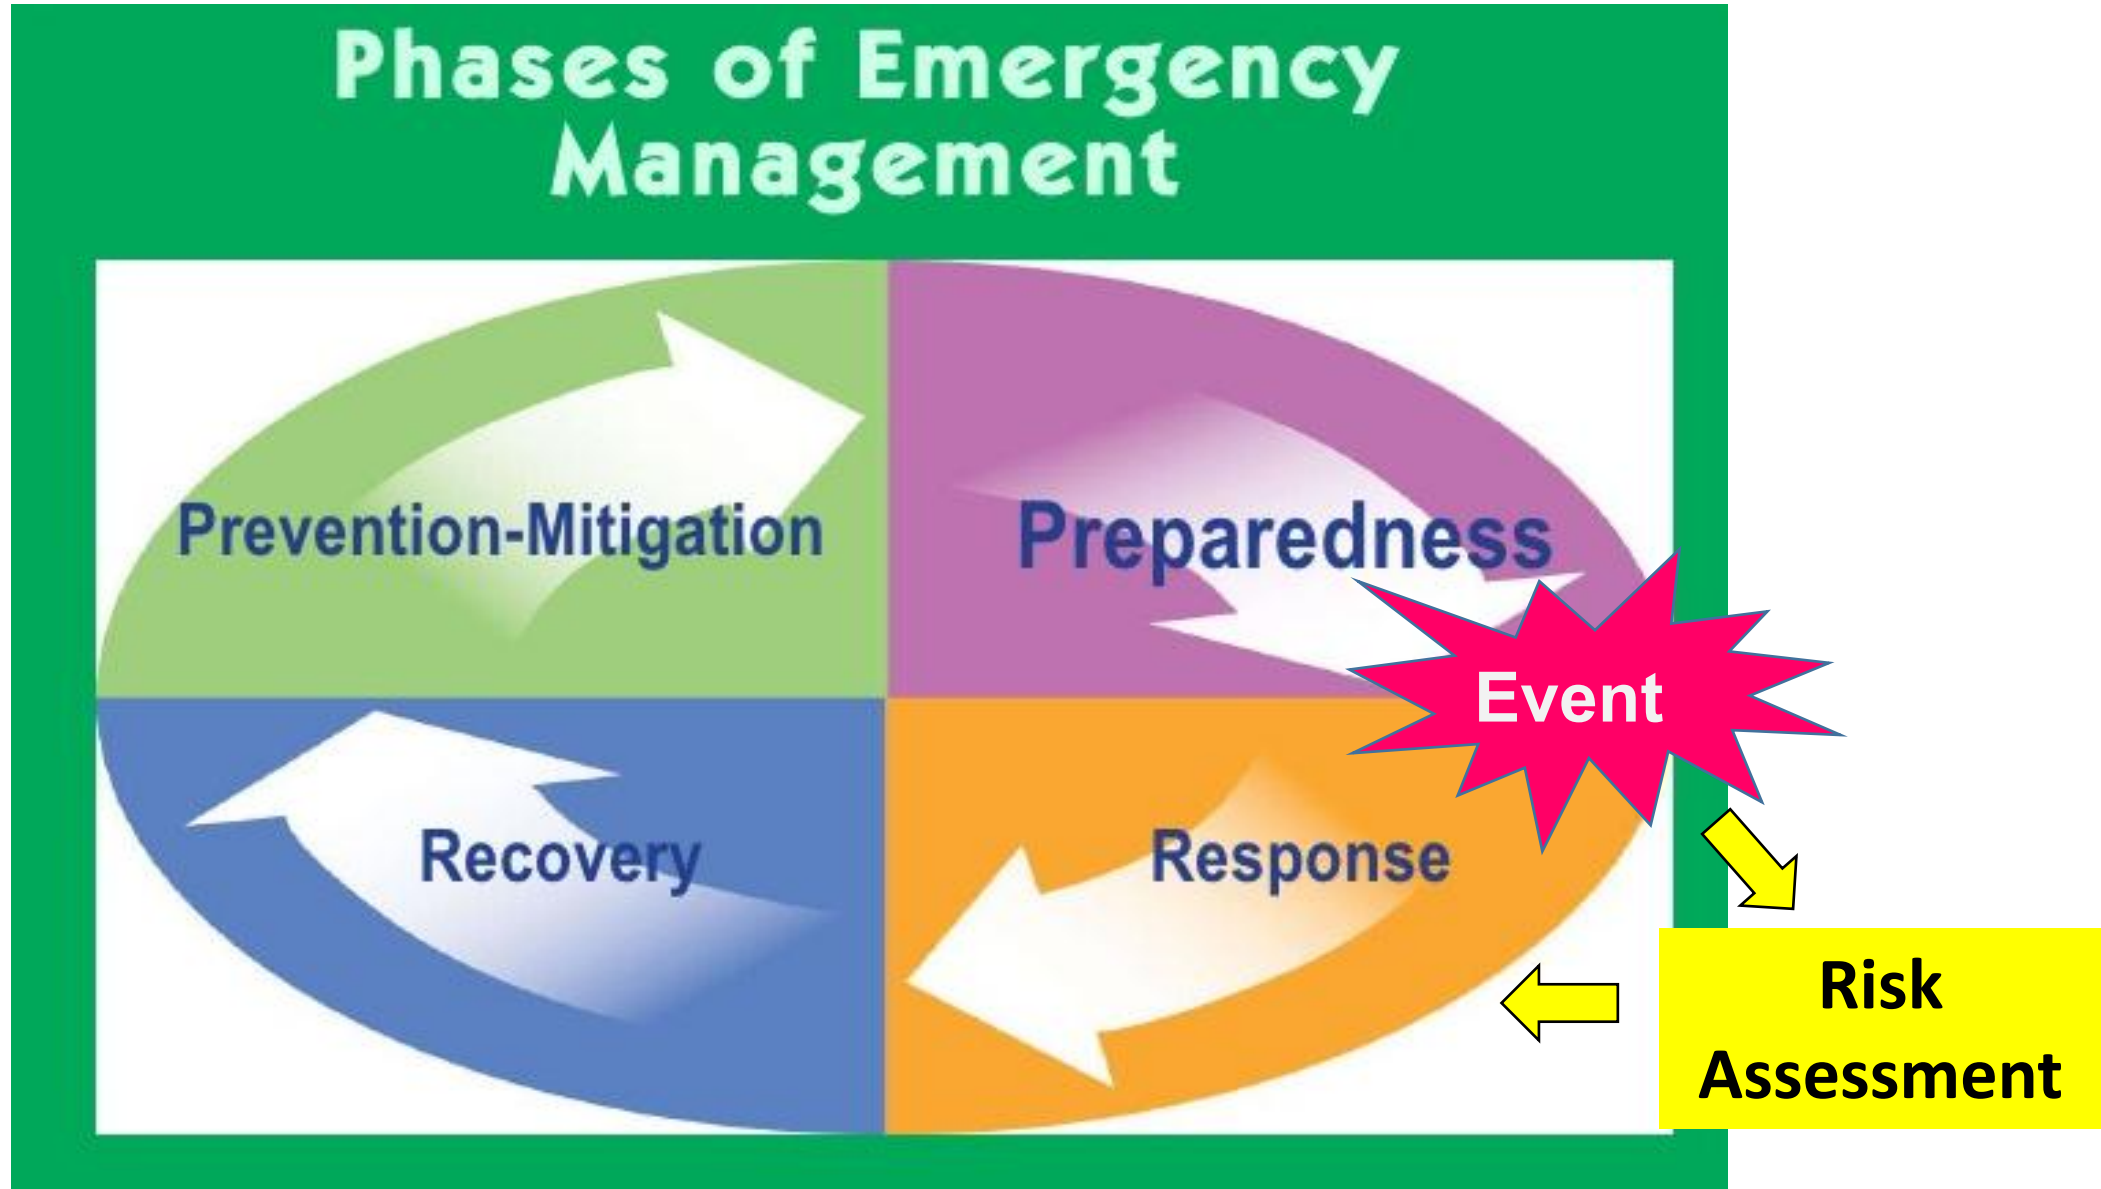 Phases of Emergency
Management
Prevention-Mitigation
Preparedness
Event
Recovery
Response
Risk
Assessment